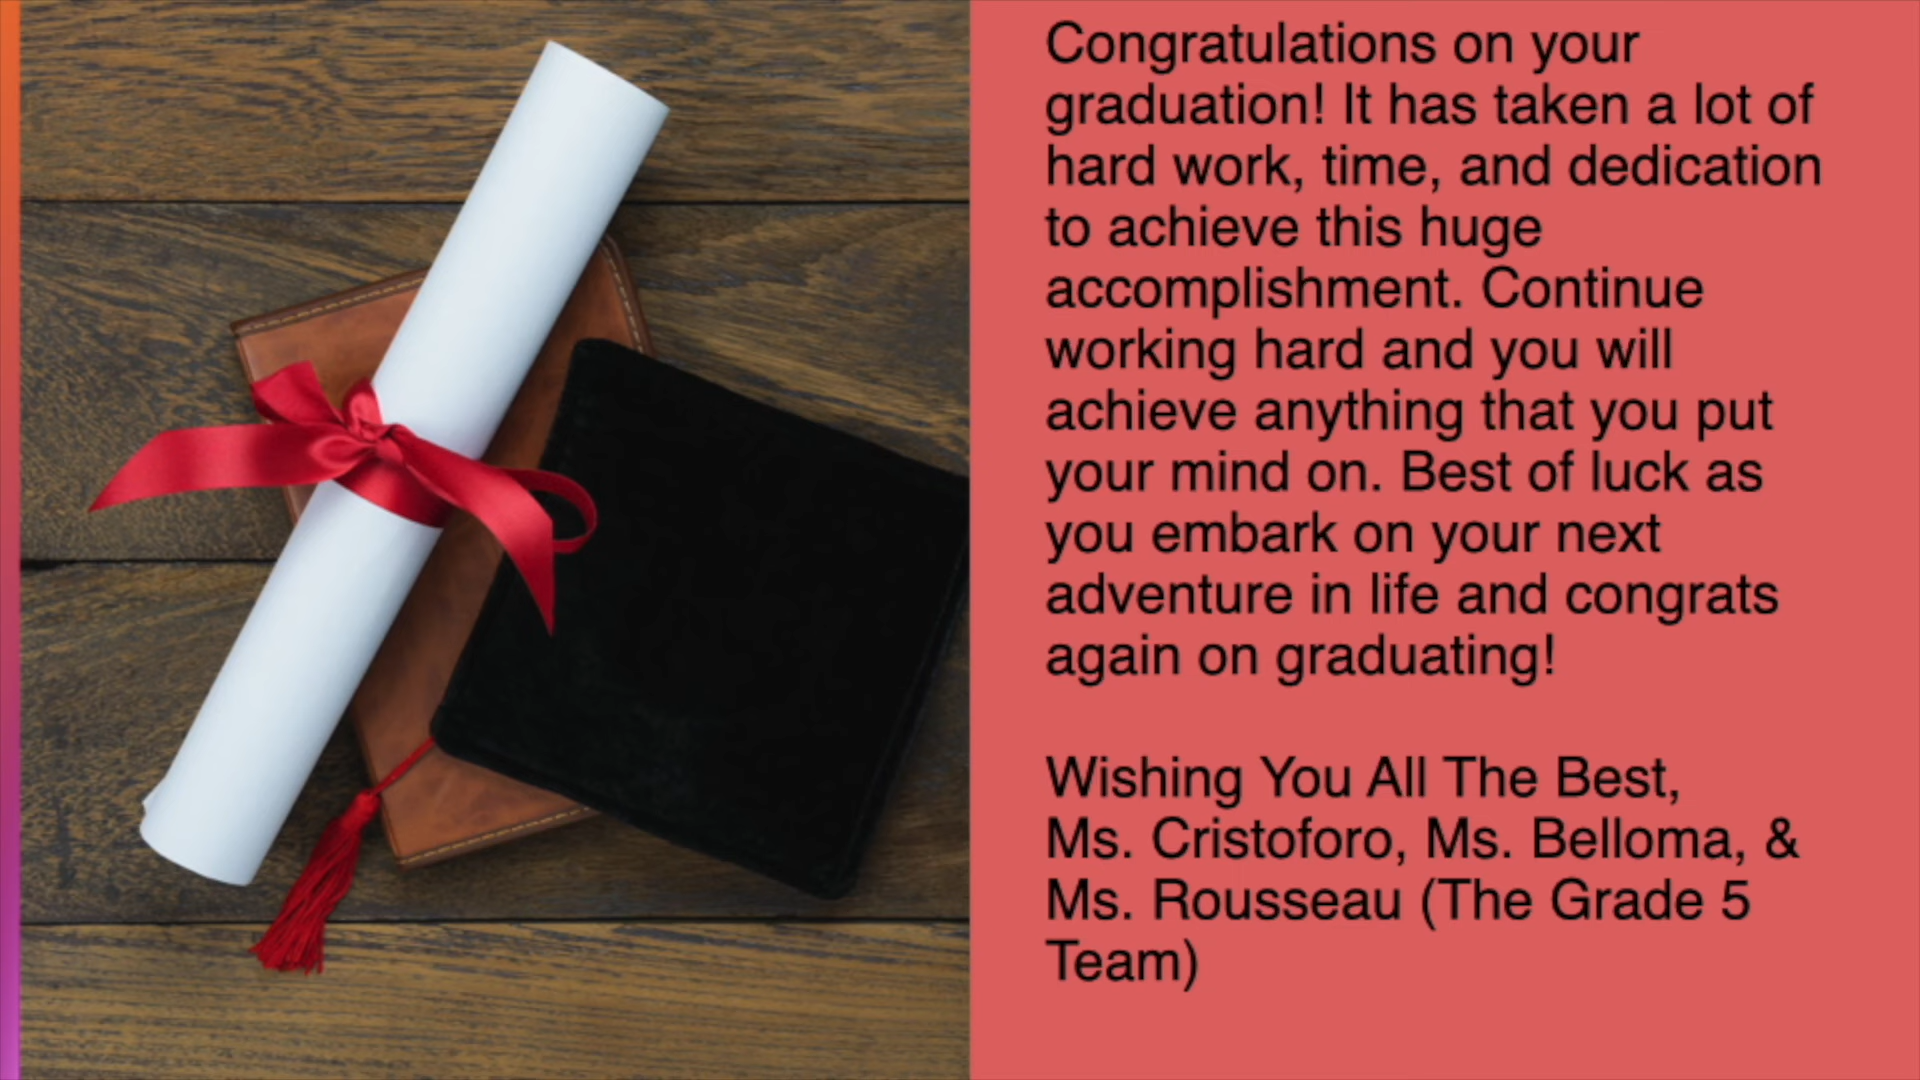 Congratulations on your
graduation! It has taken a lot of
hard work, time, and dedication
to achieve this huge
accomplishment. Continue
working hard and you will
achieve anything that you put
your mind on. Best of luck as
you embark on your next
adventure in life and congrats
again on graduating!
Wishing You All The Best,
Ms. Cristoforo, Ms. Belloma, &
Ms. Rousseau (The Grade 5
Team)